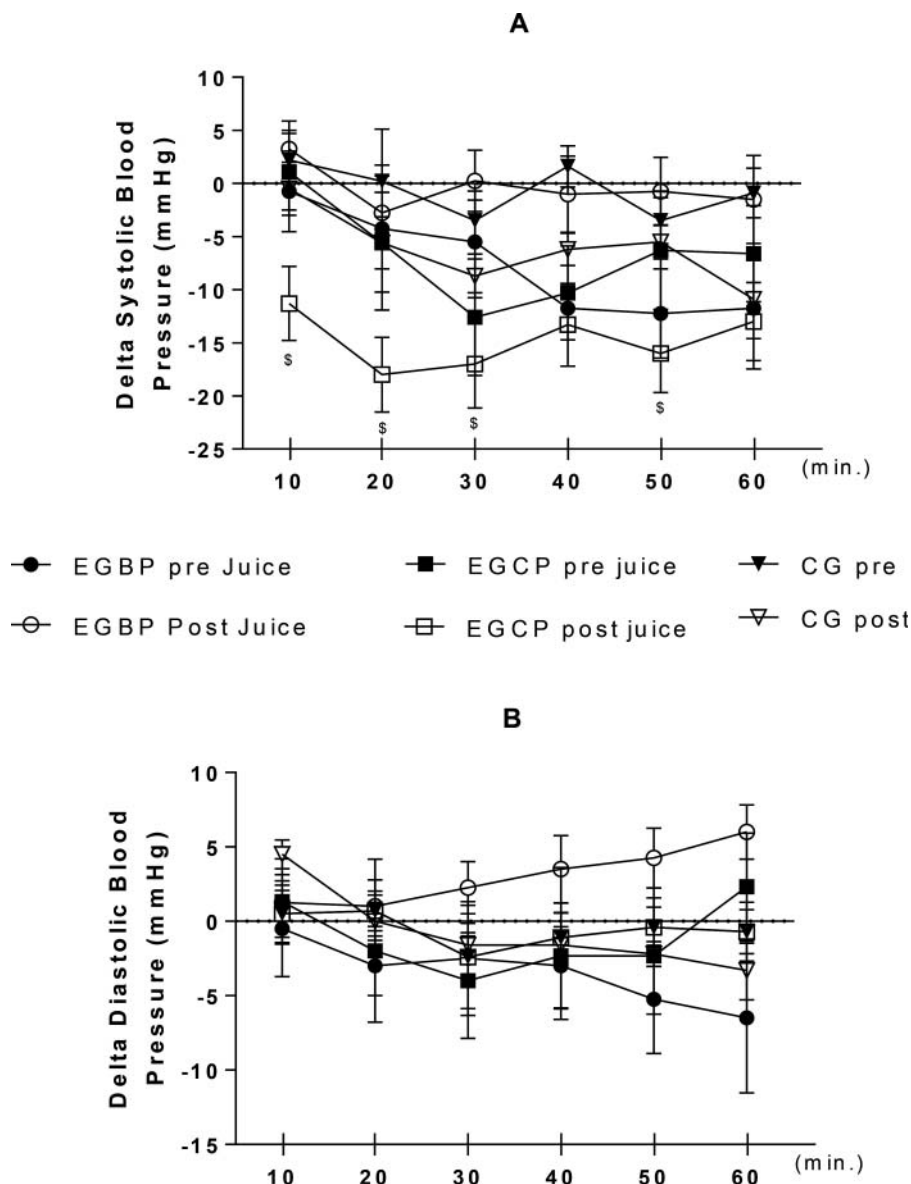 A
Delta Systolic Blood
Pressure (mmHg)
10
5
0
-5
-10
-15
-20
-25
$
$
$
$
10 20 30 40 50 60
(min.)
EGBP pre Juice EGCP pre juice CG pre
EGBP Post Juice EGCP post juice CG post
B
Delta Diastolic Blood
Pressure (mmHg)
10
5
0
-5
-10
-15
10 20 30 40 50 60
(min.)